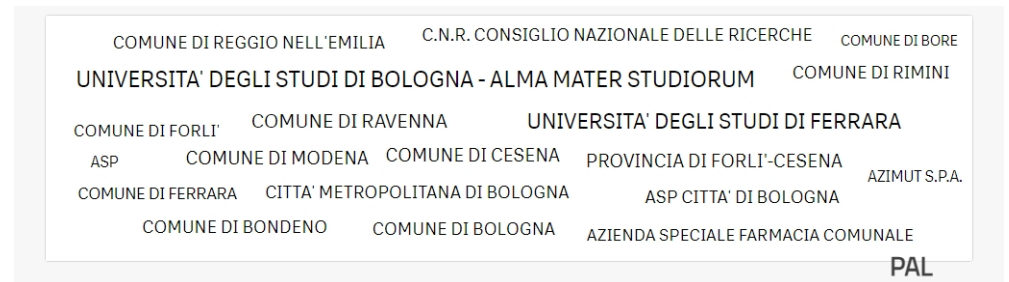 COMUNE DI REGGIO NELL'EMILIA C.N.R. CONSIGLIO NAZIONALE DELLE RICERCHE COMUNE DI BORE
UNIVERSITA' DEGLI STUDI DI BOLOGNA - ALMA MATER STUDIORUM COMUNE DI RIMINI
COMUNE DI FORLI' COMUNE DI RAVENNA UNIVERSITA' DEGLI STUDI DI FERRARA
ASP COMUNE DI MODENA COMUNE DI CESENA PROVINCIA DI FORLI'-CESENA AZIMUT S.P.A.
COMUNE DI FERRARA CITTA' METROPOLITANA DI BOLOGNA ASP CITTA' DI BOLOGNA
COMUNE DI BONDENO COMUNE DI BOLOGNA AZIENDA SPECIALE FARMACIA COMUNALE
PAL